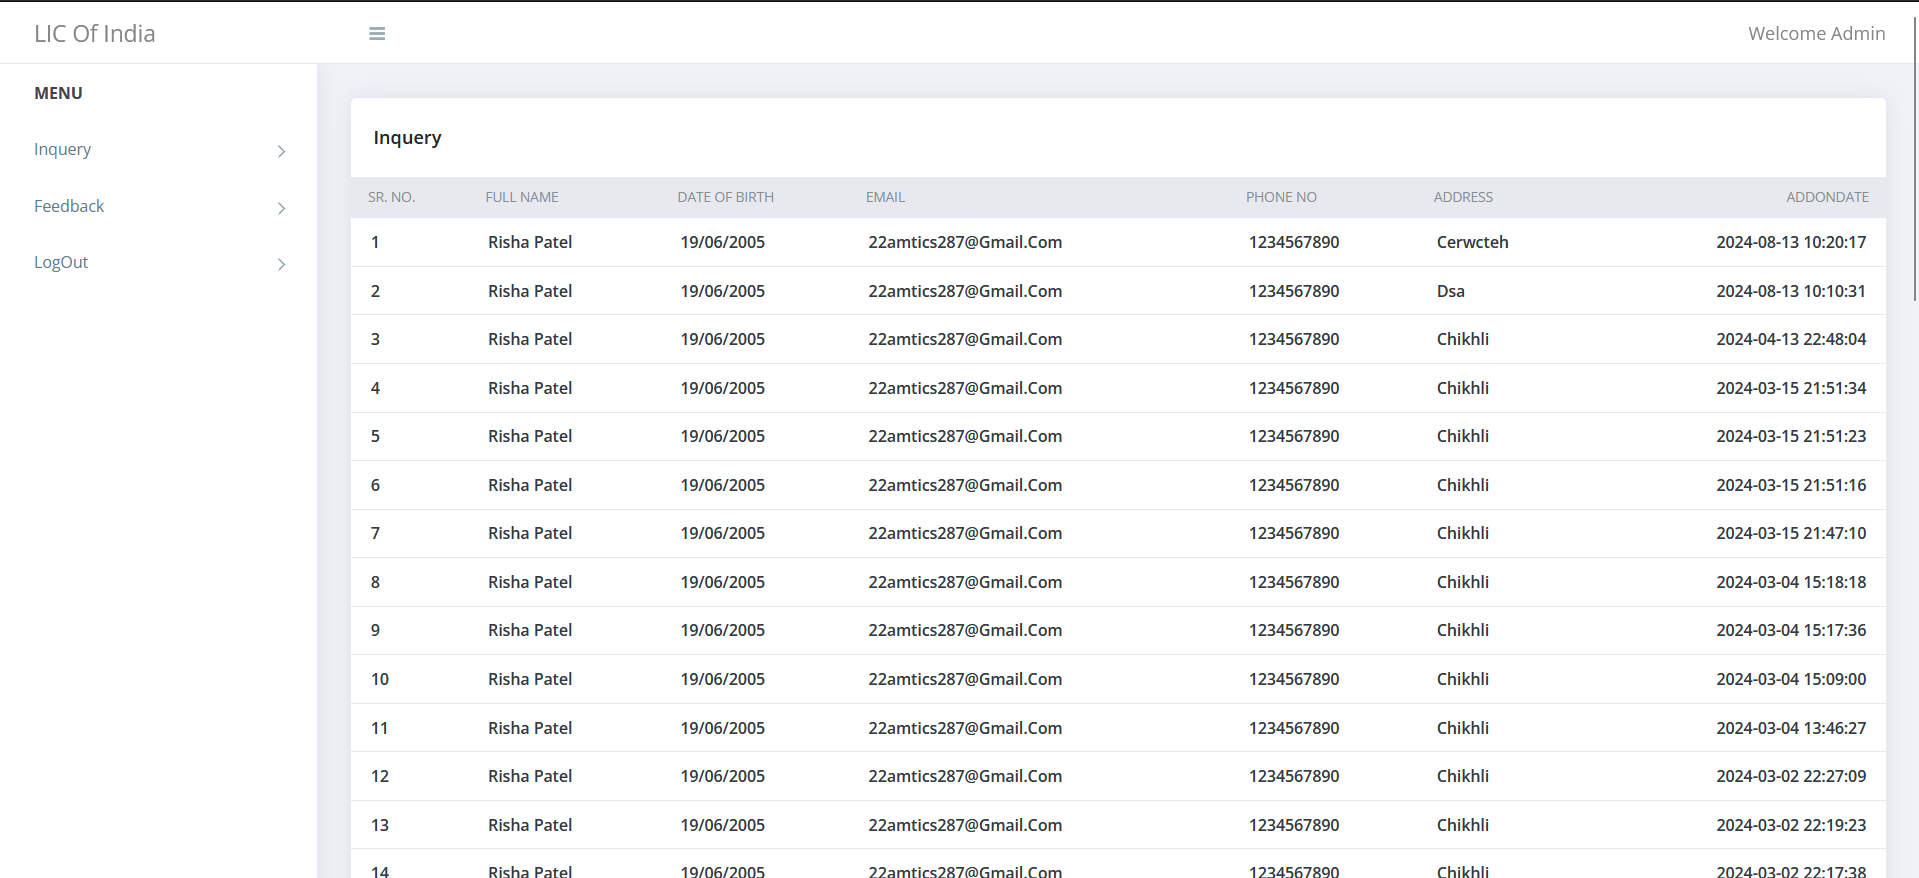 LIC Of India Welcome Admin
MENU
Inquery
Feedback
LogOut
Inquery
SR. NO. FULL NAME DATE OF BIRTH EMAIL PHONE NO ADDRESS ADDONDATE
1 Risha Patel 19/06/2005 22amtics287@Gmail.Com 1234567890 Cerwcteh 2024-08-13 10:20:17
2 Risha Patel 19/06/2005 22amtics287@Gmail.Com 1234567890 Dsa 2024-08-13 10:10:31
3 Risha Patel 19/06/2005 22amtics287@Gmail.Com 1234567890 Chikhli 2024-04-13 22:48:04
4 Risha Patel 19/06/2005 22amtics287@Gmail.Com 1234567890 Chikhli 2024-03-15 21:51:34
5 Risha Patel 19/06/2005 22amtics287@Gmail.Com 1234567890 Chikhli 2024-03-15 21:51:23
6 Risha Patel 19/06/2005 22amtics287@Gmail.Com 1234567890 Chikhli 2024-03-15 21:51:16
7 Risha Patel 19/06/2005 22amtics287@Gmail.Com 1234567890 Chikhli 2024-03-15 21:47:10
8 Risha Patel 19/06/2005 22amtics287@Gmail.Com 1234567890 Chikhli 2024-03-04 15:18:18
9 Risha Patel 19/06/2005 22amtics287@Gmail.Com 1234567890 Chikhli 2024-03-04 15:17:36
10 Risha Patel 19/06/2005 22amtics287@Gmail.Com 1234567890 Chikhli 2024-03-04 15:09:00
11 Risha Patel 19/06/2005 22amtics287@Gmail.Com 1234567890 Chikhli 2024-03-04 13:46:27
12 Risha Patel 19/06/2005 22amtics287@Gmail.Com 1234567890 Chikhli 2024-03-02 22:27:09
13 Risha Patel 19/06/2005 22amtics287@Gmail.Com 1234567890 Chikhli 2024-03-02 22:19:23
14 Risha Patel 19/06/2005 22amtics287@Gmail.Com 1234567890 Chikhli 2024-03-02 22:17:38